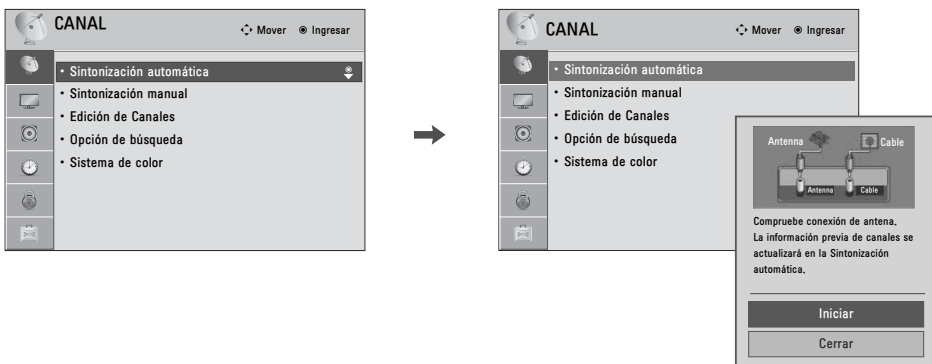 CANAL
Mover
Ingresar
• Sintonización automática
• Sintonización manual
• Edición de Canales
• Opción de búsqueda
• Sistema de color
CANAL
Mover
Ingresar
• Sintonización automática
• Sintonización manual
• Edición de Canales
• Opción de búsqueda
• Sistema de color
Antenna
Cable
Antenna
Cable
Compruebe conexión de antena.
La información previa de canales se
actualizará en la Sintonización
automática.
Iniciar
Cerrar